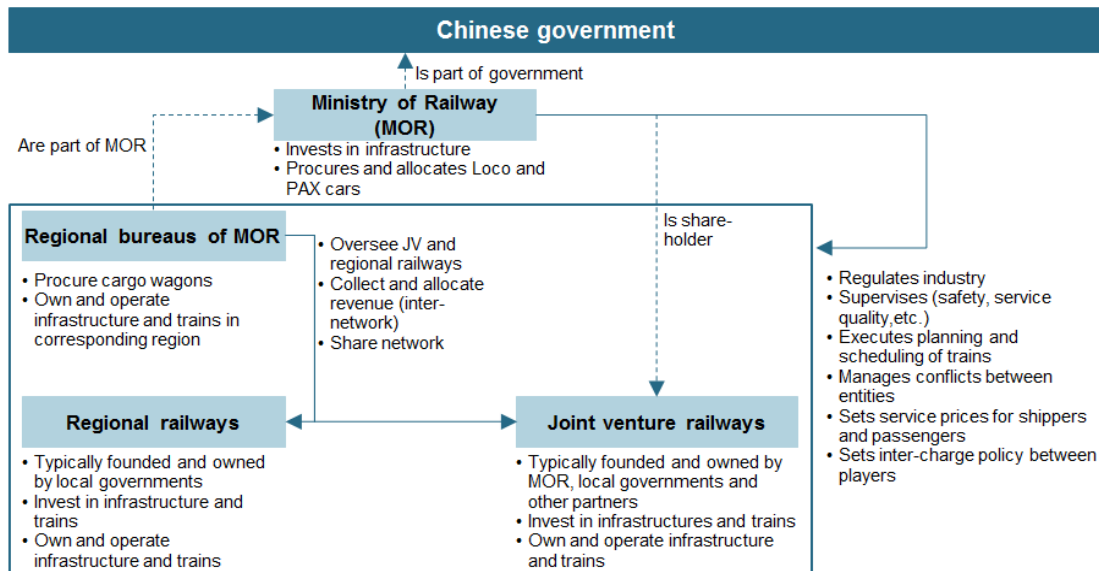 Chinese government
Is part of government
Ministry of Railway
(MOR)
Are part of MOR
• Invests in infrastructure
• Procures and allocates Loco and
PAX cars
Regional bureaus of MOR
• Procure cargo wagons
• Own and operate
infrastructure and trains in
corresponding region
• Oversee JV and
regional railways
• Collect and allocate
revenue (inter-
network)
• Share network
Is share-
holder
• Regulates industry
• Supervises (safety, service
quality,etc.)
• Executes planning and
scheduling of trains
• Manages conflicts between
entities
• Sets service prices for shippers
and passengers
• Sets inter-charge policy between
players
Regional railways
• Typically founded and owned
by local governments
• Invest in infrastructure and
trains
• Own and operate
infrastructure and trains
Joint venture railways
• Typically founded and owned by
MOR, local governments and
other partners
• Invest in infrastructures and trains
• Own and operate infrastructure
and trains